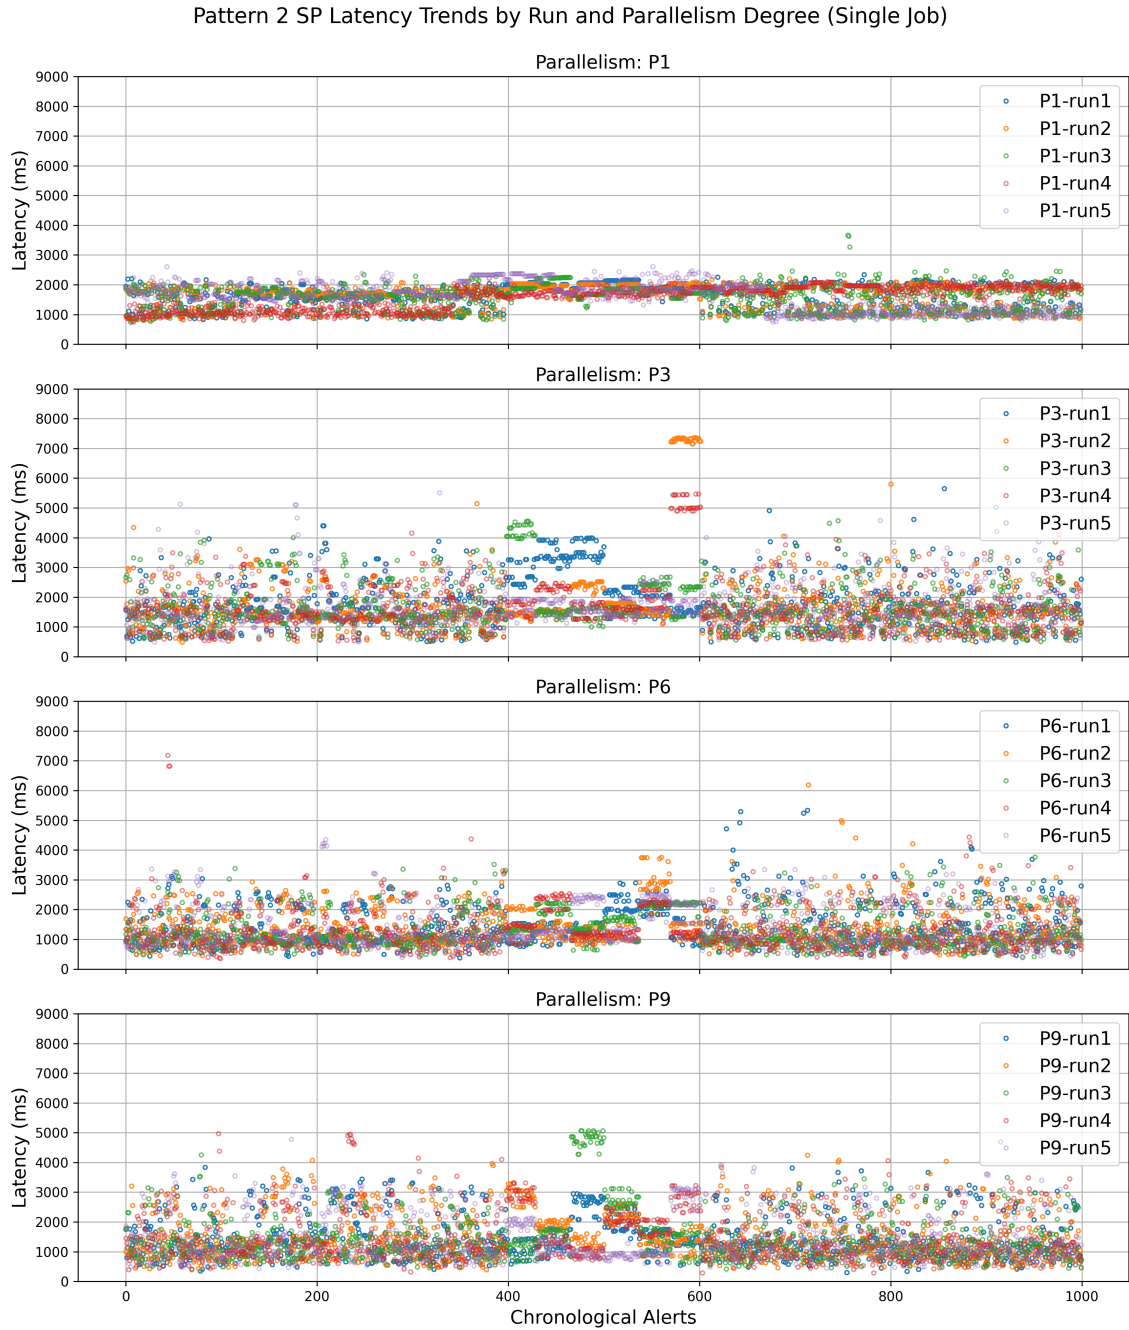 Pattern 2 SP Latency Trends by Run and Parallelism Degree (Single Job)
Parallelism: P1
9000
8000
7000
6000
5000
4000
3000
2000
1000
0
Latency (ms)
P1-run1
P1-run2
P1-run3
P1-run4
P1-run5
Parallelism: P3
9000
8000
7000
6000
5000
4000
3000
2000
1000
0
Latency (ms)
P3-run1
P3-run2
P3-run3
P3-run4
P3-run5
Parallelism: P6
9000
8000
7000
6000
5000
4000
3000
2000
1000
0
Latency (ms)
P6-run1
P6-run2
P6-run3
P6-run4
P6-run5
Parallelism: P9
9000
8000
7000
6000
5000
4000
3000
2000
1000
0
Latency (ms)
P9-run1
P9-run2
P9-run3
P9-run4
P9-run5
0 200 400 600 800 1000
Chronological Alerts